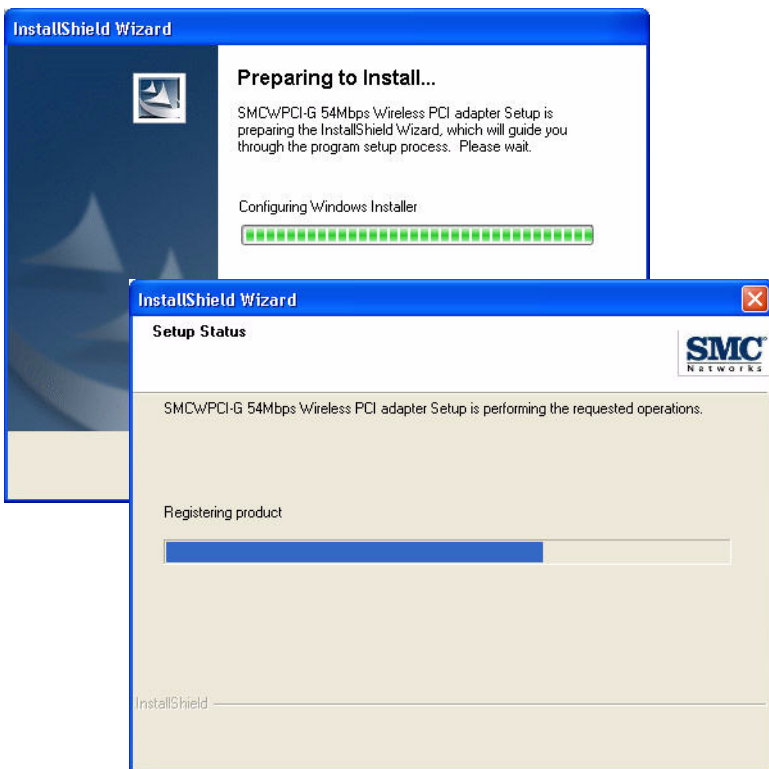 InstallShield Wizard
Preparing to Install...
SMCWPCI-G 54Mbps Wireless PCI adapter Setup is
preparing the InstallShield Wizard, which will guide you
through the program setup process. Please wait.
Configuring Windows Installer
InstallShield Wizard
Setup Status
SMC®
Networks
SMCWPCI-G 54Mbps Wireless PCI adapter Setup is performing the requested operations.
Registering product
InstallShield